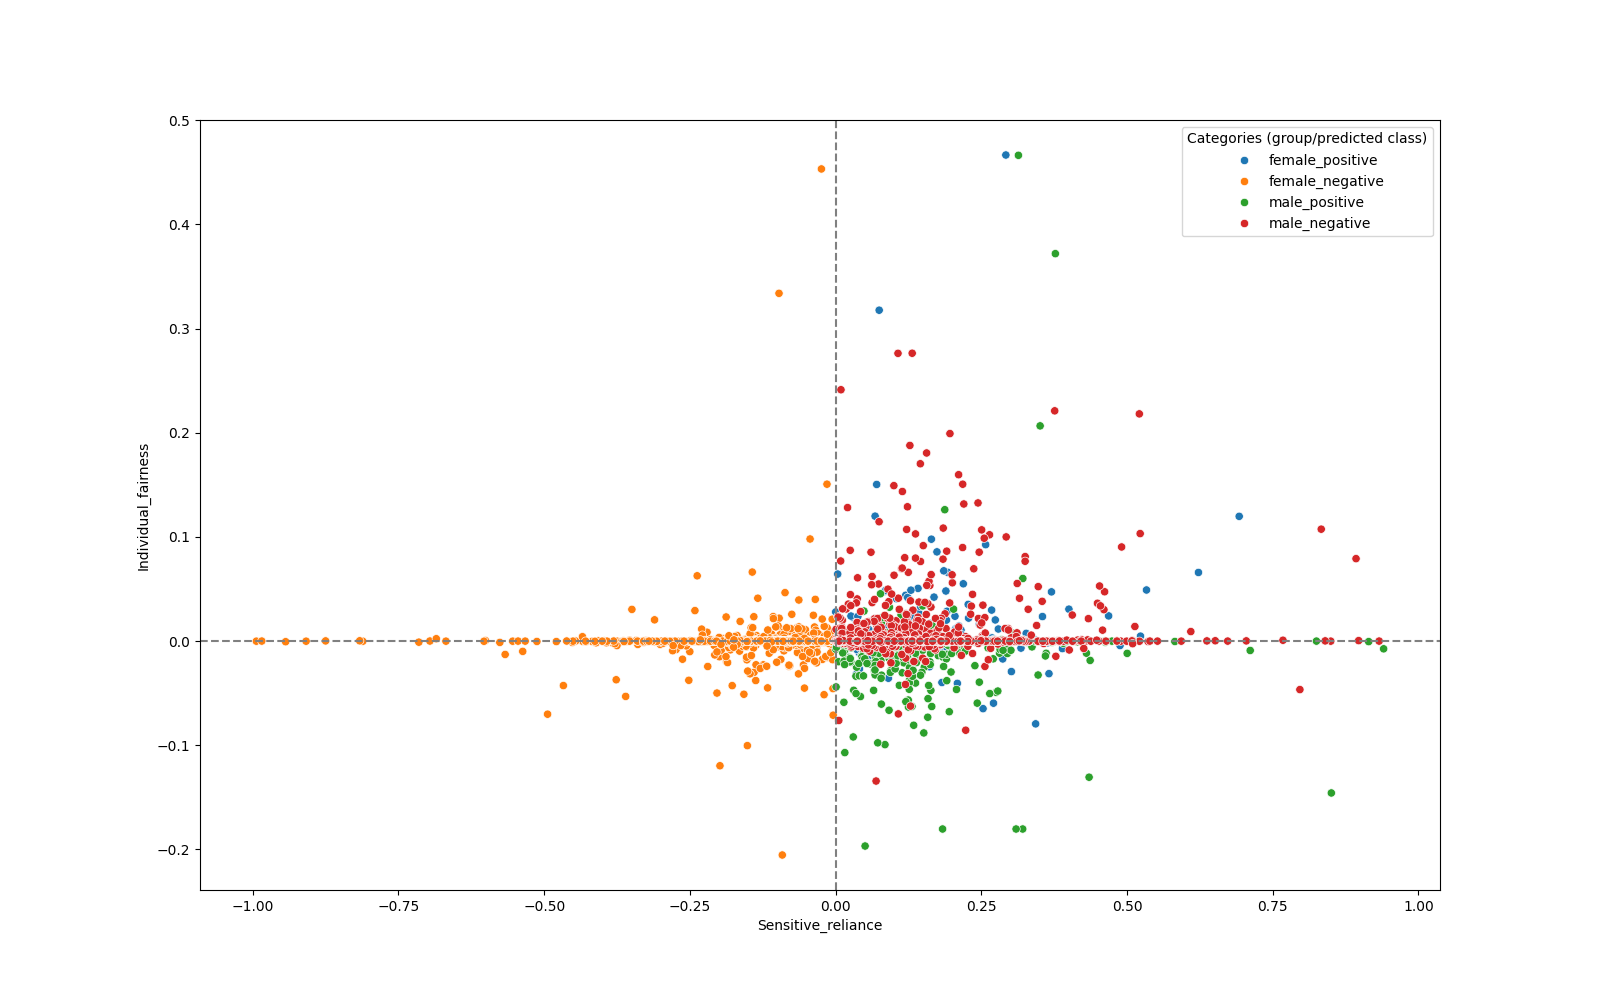 0.5
0.4
0.3
0.2
0.1
0.0
−0.1
−0.2
Individual_fairness
Categories (group/predicted class)
female_positive
female_negative
male_positive
male_negative
−1.00 −0.75 −0.50 −0.25 0.00 0.25 0.50 0.75 1.00
Sensitive_reliance